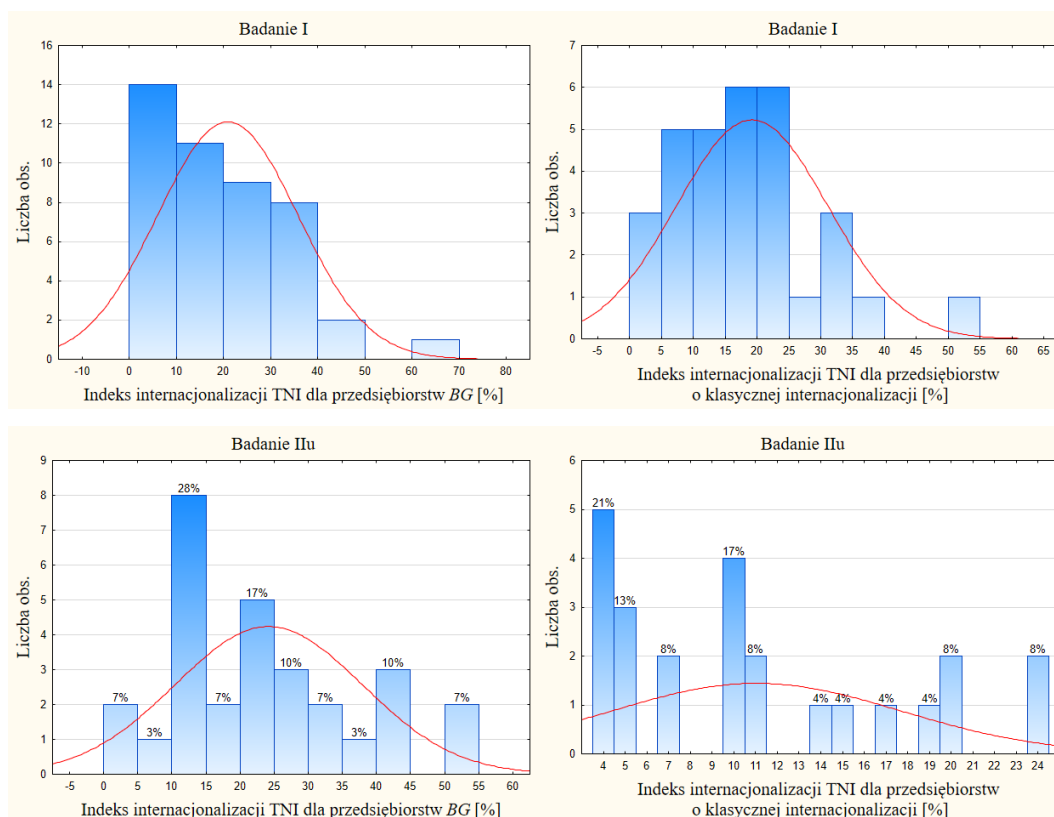 Badanie I
16
14
12
10
8
6
4
2
0
Liczba obs.
-10 0 10 20 30 40 50 60 70 80
Indeks internacjonalizacji TNI dla przedsiębiorstw BG [%]
Badanie I
7
6
5
4
3
2
1
0
Liczba obs.
-5 0 5 10 15 20 25 30 35 40 45 50 55 60 65
Indeks internacjonalizacji TNI dla przedsiębiorstw
o klasycznej internacjonalizacji [%]
Badanie IIu
9
8
7
6
5
4
3
2
1
0
Liczba obs.
7% 3% 28% 7% 17% 10% 7% 3% 10% 7%
-5 0 5 10 15 20 25 30 35 40 45 50 55 60
Indeks internacjonalizacji TNI dla przedsiębiorstw BG [%]
Badanie IIu
6
5
4
3
2
1
0
Liczba obs.
21% 13% 8% 17% 8% 4% 4% 4% 4% 8% 8%
4 5 6 7 8 9 10 11 12 13 14 15 16 17 18 19 20 21 22 23 24
Indeks internacjonalizacji TNI dla przedsiębiorstw
o klasycznej internacjonalizacji [%]